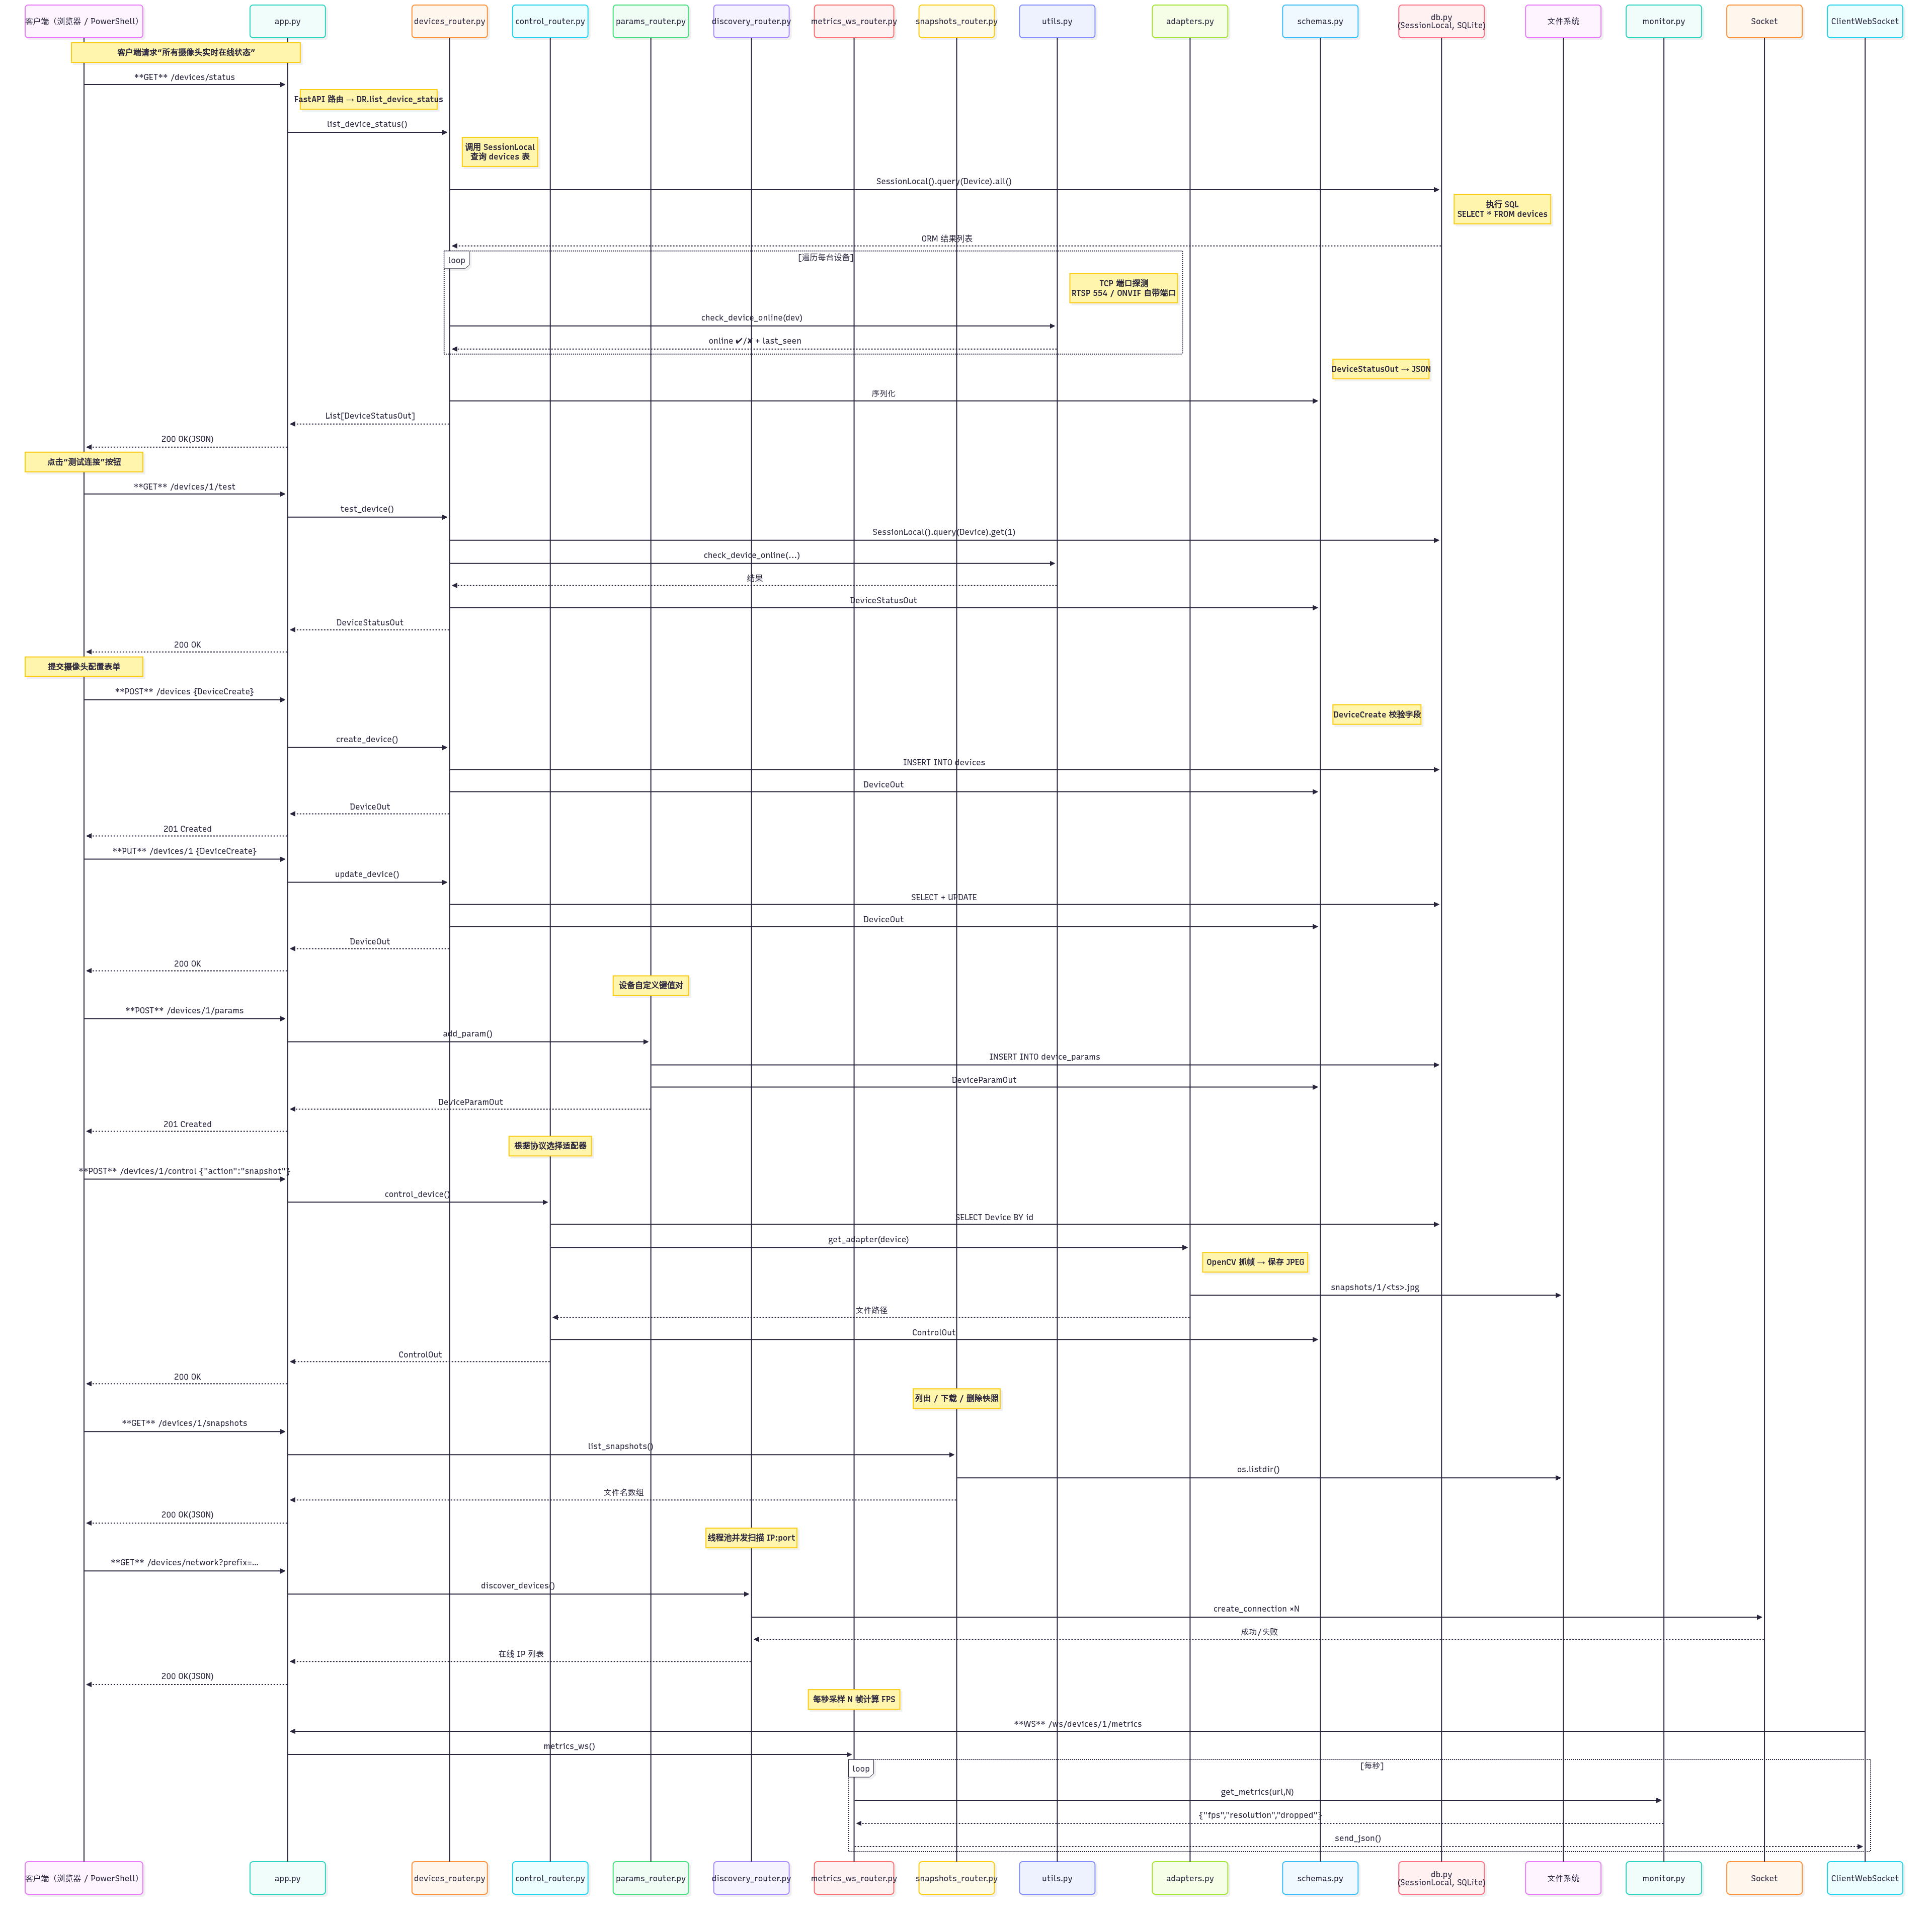 客户端（浏览器 / PowerShell）
app.py
devices_router.py
control_router.py
params_router.py
discovery_router.py
metrics_ws_router.py
snapshots_router.py
utils.py
adapters.py
schemas.py
db.py
(SessionLocal, SQLite)
文件系统
monitor.py
Socket
ClientWebSocket
客户端请求“所有摄像头实时在线状态”
**GET** /devices/status
FastAPI 路由 → DR.list_device_status
list_device_status()
调用 SessionLocal
查询 devices 表
SessionLocal().query(Device).all()
执行 SQL
SELECT * FROM devices
ORM 结果列表
loop
[遍历每台设备]
TCP 端口探测
RTSP 554 / ONVIF 自带端口
check_device_online(dev)
online ✔/✘ + last_seen
DeviceStatusOut → JSON
序列化
List[DeviceStatusOut]
200 OK(JSON)
点击“测试连接”按钮
**GET** /devices/1/test
test_device()
SessionLocal().query(Device).get(1)
check_device_online(...)
结果
DeviceStatusOut
DeviceStatusOut
200 OK
提交摄像头配置表单
**POST** /devices {DeviceCreate}
DeviceCreate 校验字段
create_device()
INSERT INTO devices
DeviceOut
DeviceOut
201 Created
**PUT** /devices/1 {DeviceCreate}
update_device()
SELECT + UPDATE
DeviceOut
DeviceOut
200 OK
设备自定义键值对
**POST** /devices/1/params
add_param()
INSERT INTO device_params
DeviceParamOut
DeviceParamOut
201 Created
根据协议选择适配器
**POST** /devices/1/control {"action":"snapshot"}
control_device()
SELECT Device BY id
get_adapter(device)
OpenCV 抓帧 → 保存 JPEG
snapshots/1/<ts>.jpg
文件路径
ControlOut
ControlOut
200 OK
列出 / 下载 / 删除快照
**GET** /devices/1/snapshots
list_snapshots()
os.listdir()
文件名数组
200 OK(JSON)
线程池并发扫描 IP:port
**GET** /devices/network?prefix=...
discover_devices()
create_connection ×N
成功/失败
在线 IP 列表
200 OK(JSON)
每秒采样 N 帧计算 FPS
**WS** /ws/devices/1/metrics
metrics_ws()
loop
[每秒]
get_metrics(url,N)
{"fps","resolution","dropped"}
send_json()
客户端（浏览器 / PowerShell）
app.py
devices_router.py
control_router.py
params_router.py
discovery_router.py
metrics_ws_router.py
snapshots_router.py
utils.py
adapters.py
schemas.py
db.py
(SessionLocal, SQLite)
文件系统
monitor.py
Socket
ClientWebSocket